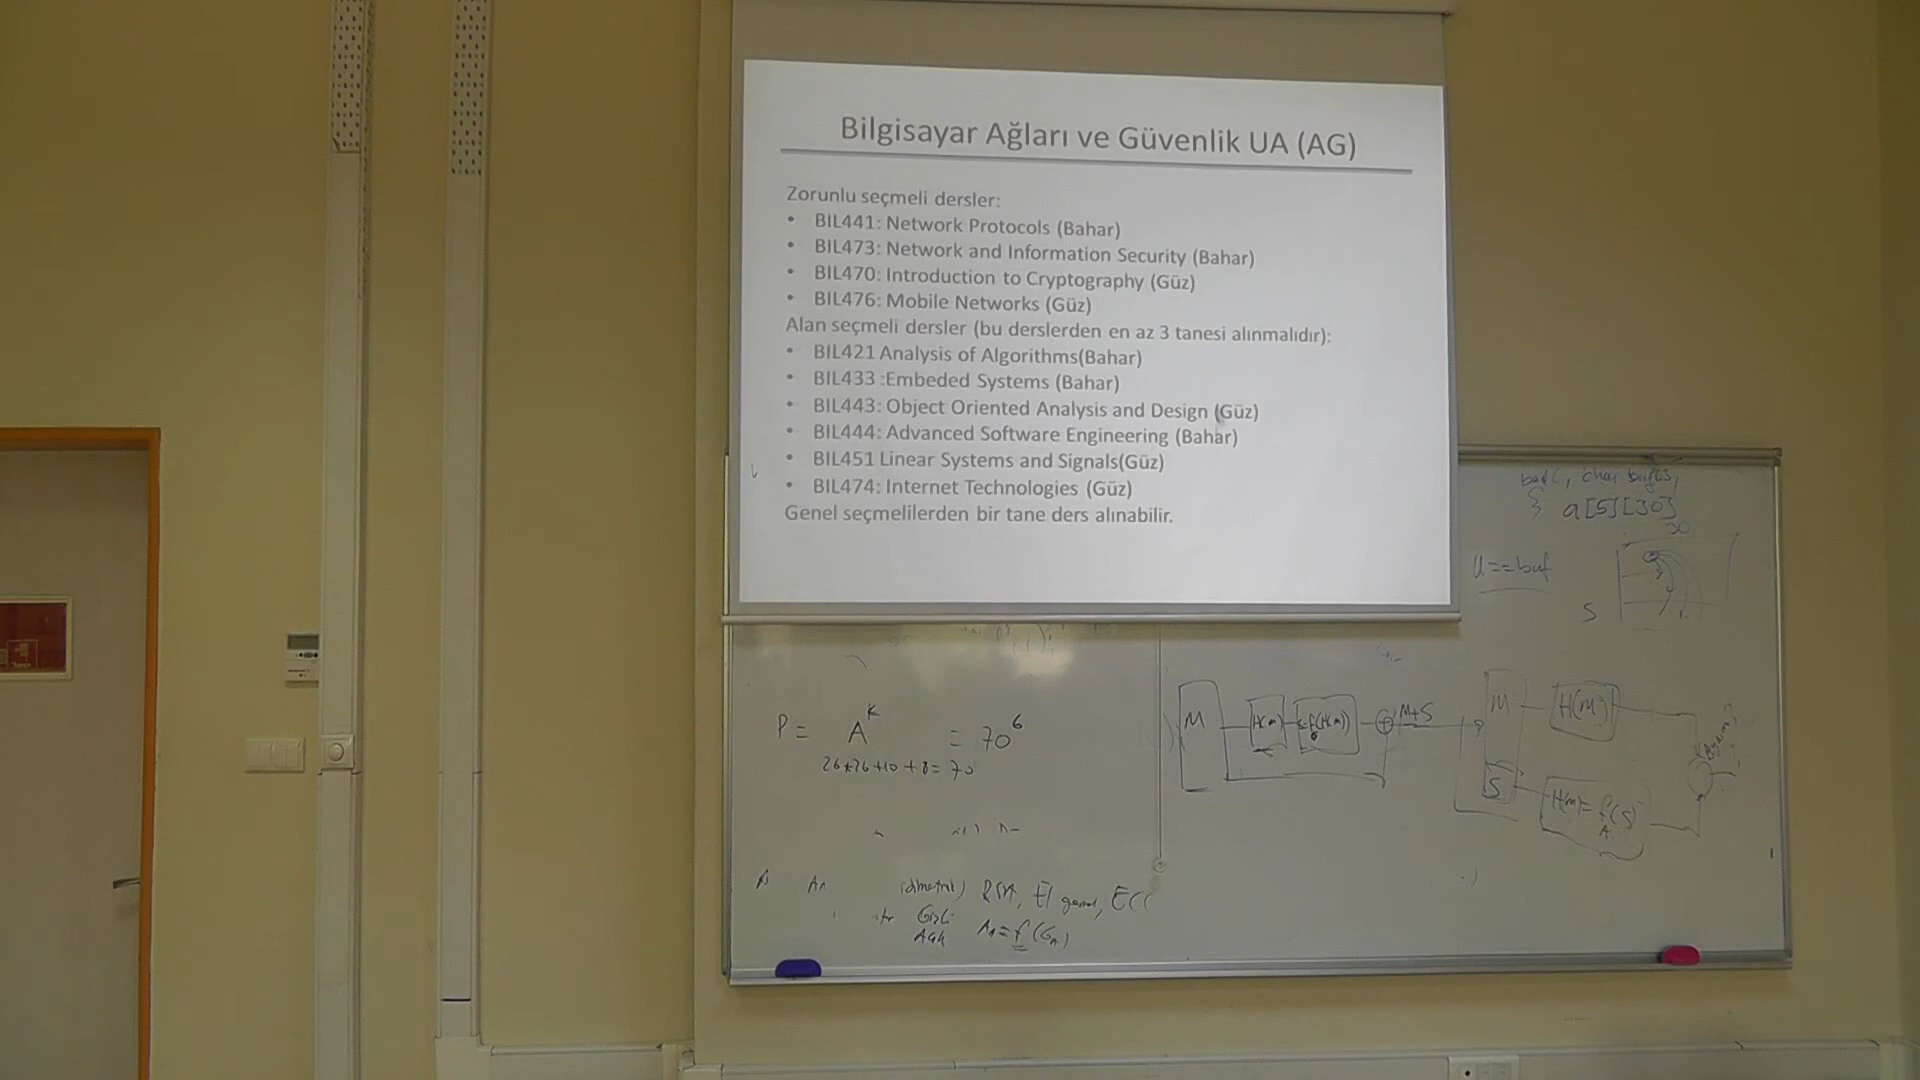 Bilgisayar Ağları ve Güvenlik UA (AG)
Zorunlu seçmeli dersler:
• BIL441: Network Protocols (Bahar)
• BIL473: Network and Information Security (Bahar)
• BIL470: Introduction to Cryptography (Güz)
• BIL476: Mobile Networks (Güz)
Alan seçmeli dersler (bu derslerden en az 3 tanesi alınmalıdır):
• BIL421 Analysis of Algorithms(Bahar)
• BIL433 :Embeded Systems (Bahar)
• BIL443: Object Oriented Analysis and Design (Güz)
• BIL444: Advanced Software Engineering (Bahar)
• BIL451 Linear Systems and Signals(Güz)
• BIL474: Internet Technologies (Güz)
Genel seçmelilerden bir tane ders alınabilir.
a[5][30]
30
U==buf
5
P = A^K = 70^6
26+26+10+8=70
M H(m) M+S
M H(m)
S H(m)=f(S)
A
RSA, El gamal, ECC